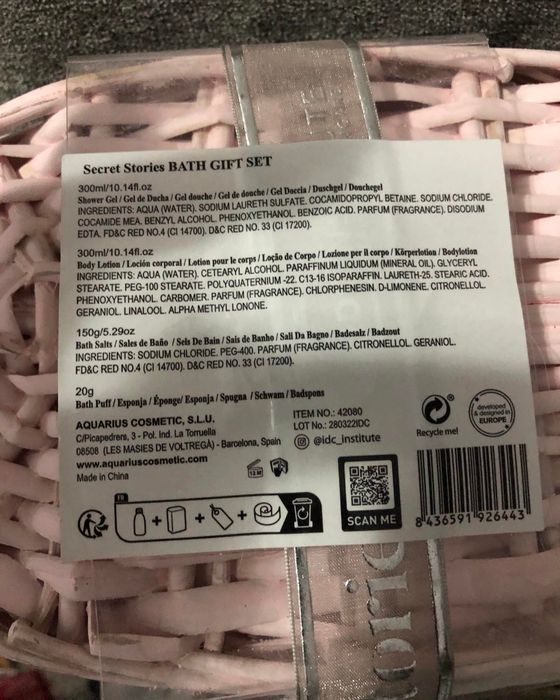 Secret Stories BATH GIFT SET
300ml/10.14fl.oz
Shower Gel / Gel de Ducha / Gel douche / Gel de douche / Gel Doccia / Duschgel / Douchegel
INGREDIENTS: AQUA (WATER). SODIUM LAURETH SULFATE. COCAMIDOPROPYL BETAINE. SODIUM CHLORIDE.
COCAMIDE MEA. BENZYL ALCOHOL. PHENOXYETHANOL. BENZOIC ACID. PARFUM (FRAGRANCE). DISODIUM
EDTA. FD&C RED NO.4 (CI 14700). D&C RED NO. 33 (CI 17200).
300ml/10.14fl.oz
Body Lotion / Loción corporal / Lotion pour le corps / Loção de Corpo / Lozione per il corpo / Körperlotion / Bodylotion
INGREDIENTS: AQUA (WATER). CETEARYL ALCOHOL. PARAFFINUM LIQUIDUM (MINERAL OIL). GLYCERYL
STEARATE. PEG-100 STEARATE. POLYQUATERNIUM -22. C13-16 ISOPARAFFIN. LAURETH-25. STEARIC ACID.
PHENOXYETHANOL. CARBOMER. PARFUM (FRAGRANCE). CHLORPHENESIN. D-LIMONENE. CITRONELLOL.
GERANIOL. LINALOOL. ALPHA METHYL LONONE.
150g/5.29oz
Bath Salts / Sales de Baño / Sels De Bain / Sais de Banho / Sali Da Bagno / Badesalz / Badzout
INGREDIENTS: SODIUM CHLORIDE. PEG-400. PARFUM (FRAGRANCE). CITRONELLOL. GERANIOL.
FD&C RED NO.4 (CI 14700). D&C RED NO. 33 (CI 17200).
20g
Bath Puff / Esponja / Éponge/ Esponja / Spugna / Schwam / Badspons
AQUARIUS COSMETIC, S.L.U.
C/Picapedrers, 3 - Pol. Ind. La Torruella
08508 (LES MASIES DE VOLTREGÀ) - Barcelona, Spain
www.aquariuscosmetic.com
Made in China
ITEM NO.: 42080
LOT No.: 280322IDC
@idc_institute
Recycle me!
developed
& designed in
EUROPE
12 M
FR
SCAN ME
8 436591 926443
orie